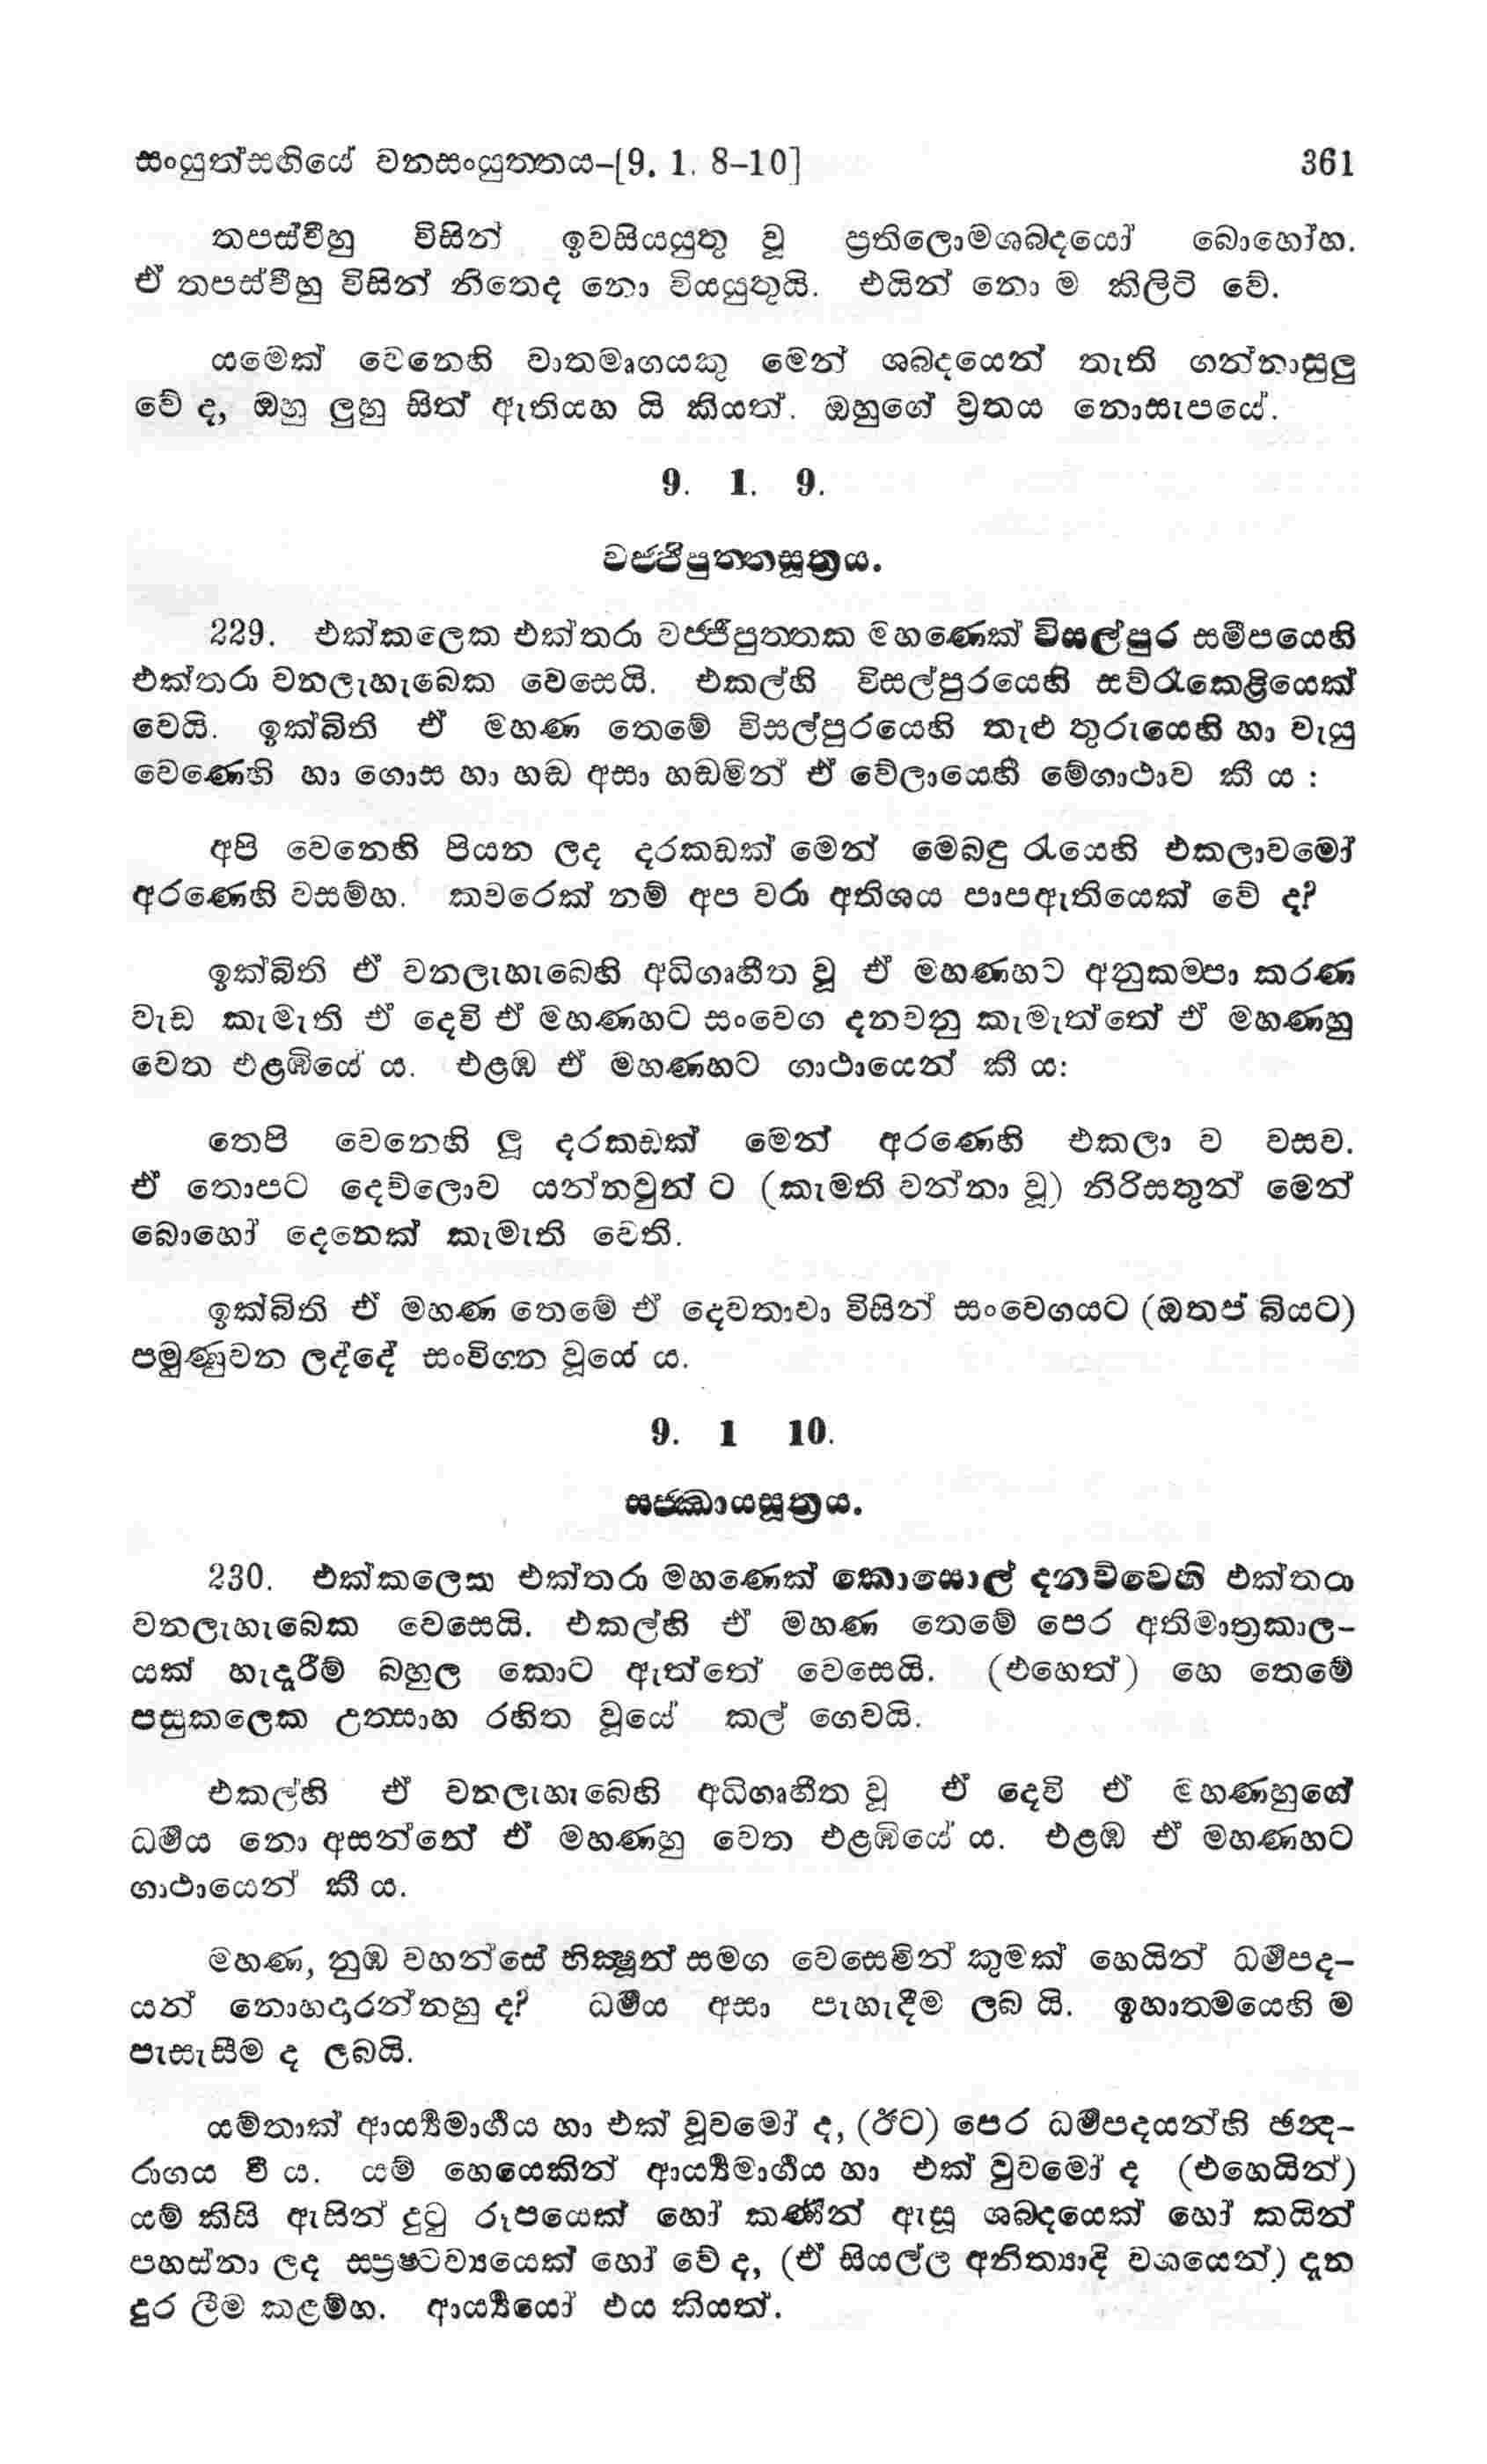 සංයුත්සඟියේ වනසංයුත්තය–[9. 1. 8–10] 361
තපස්වීහු විසින් ඉවසියයුතු වූ ප්‍රතිලොමශබ්දයෝ බොහෝහ.
ඒ තපස්වීහු විසින් නිතෙද නො වියයුතුයි. එයින් නො ම කිලිටි වේ.
යමෙක් වෙනෙහි වාතමෘගයකු මෙන් ශබ්දයෙන් තැති ගන්නාසුලු
වේ ද, ඔහු ලුහු සිත් ඇතියහ යි කියත්. ඔහුගේ ව්‍රතය නොසැපයේ.
9. 1. 9.
වජ්ජිපුත්තසූත්‍රය.
229. එක්කලෙක එක්තරා වජ්ජිපුත්තක මහණෙක් විසල්පුර සමීපයෙහි
එක්තරා වනලැහැබෙක වෙසෙයි. එකල්හි විසල්පුරයෙහි සව්රෑකෙළියෙක්
වෙයි. ඉක්බිති ඒ මහණ තෙමේ විසල්පුරයෙහි තැළු තුරුයෙහි හා වැයු
වෙණෙහි හා ගොස හා හඬ අසා හඬමින් ඒ වේලායෙහි මේගාථාව කී ය :
අපි වෙනෙහි පියන ලද දරකඩක් මෙන් මෙබඳු රැයෙහි එකලාවමෝ
අරණෙහි වසම්හ. කවරෙක් නම් අප වරා අතිශය පාපඇතියෙක් වේ ද?
ඉක්බිති ඒ වනලැහැබෙහි අධිගෘහීත වූ ඒ මහණහට අනුකම්පා කරණ
වැඩ කැමැති ඒ දෙවි ඒ මහණහට සංවෙග දනවනු කැමැත්තේ ඒ මහණහු
වෙත එළඹියේ ය. එළඹ ඒ මහණහට ගාථායෙන් කී ය:
තෙපි වෙනෙහි ලූ දරකඩක් මෙන් අරණෙහි එකලා ව වසව.
ඒ තොපට දෙව්ලොව යන්නවුන් ට (කැමති වන්නා වූ) නිරිසතුන් මෙන්
බොහෝ දෙනෙක් කැමැති වෙති.
ඉක්බිති ඒ මහණ තෙමේ ඒ දෙවතාවා විසින් සංවෙගයට (ඔතප් බියට)
පමුණුවන ලද්දේ සංවිග්න වූයේ ය.
9. 1 10.
සජ්ඣායසූත්‍රය.
230. එක්කලෙක එක්තරා මහණෙක් කොසොල් දනව්වෙහි එක්තරා
වනලැහැබෙක වෙසෙයි. එකල්හි ඒ මහණ තෙමේ පෙර අතිමාත්‍රකාල-
යක් හැදෑරීම් බහුල කොට ඇත්තේ වෙසෙයි. (එහෙත්) හෙ තෙමේ
පසුකලෙක උත්සාහ රහිත වූයේ කල් ගෙවයි.
එකල්හි ඒ වනලැහැබෙහි අධිගෘහීත වූ ඒ දෙවි ඒ මහණහුගේ
ධර්‍මය නො අසන්නේ ඒ මහණහු වෙත එළඹියේ ය. එළඹ ඒ මහණහට
ගාථායෙන් කී ය.
මහණ, නුඹ වහන්සේ භික්‍ෂූන් සමග වෙසෙමින් කුමක් හෙයින් ධර්‍මපද-
යන් නොහදාරන්නහු ද? ධර්‍මය අසා පැහැදීම ලබ යි. ඉහාත්මයෙහි ම
පැසැසීම ද ලබයි.
යම්තාක් ආර්‍ය්‍යමාර්‍ගය හා එක් වූවමෝ ද, (ඊට) පෙර ධර්‍මපදයන්හි ඡන්ද-
රාගය වී ය. යම් හෙයෙකින් ආර්‍ය්‍යමාර්‍ගය හා එක් වුවමෝ ද (එහෙයින්)
යම් කිසි ඇසින් දුටු රූපයෙක් හෝ කණින් ඇසූ ශබ්දයෙක් හෝ කයින්
පහස්නා ලද ස්ප්‍රෂ්ටව්‍යයෙක් හෝ වේ ද, (ඒ සියල්ල අනිත්‍යාදි වශයෙන්) දැන
දුර ලීම කළම්හ. ආර්‍ය්‍යයෝ එය කියත්.